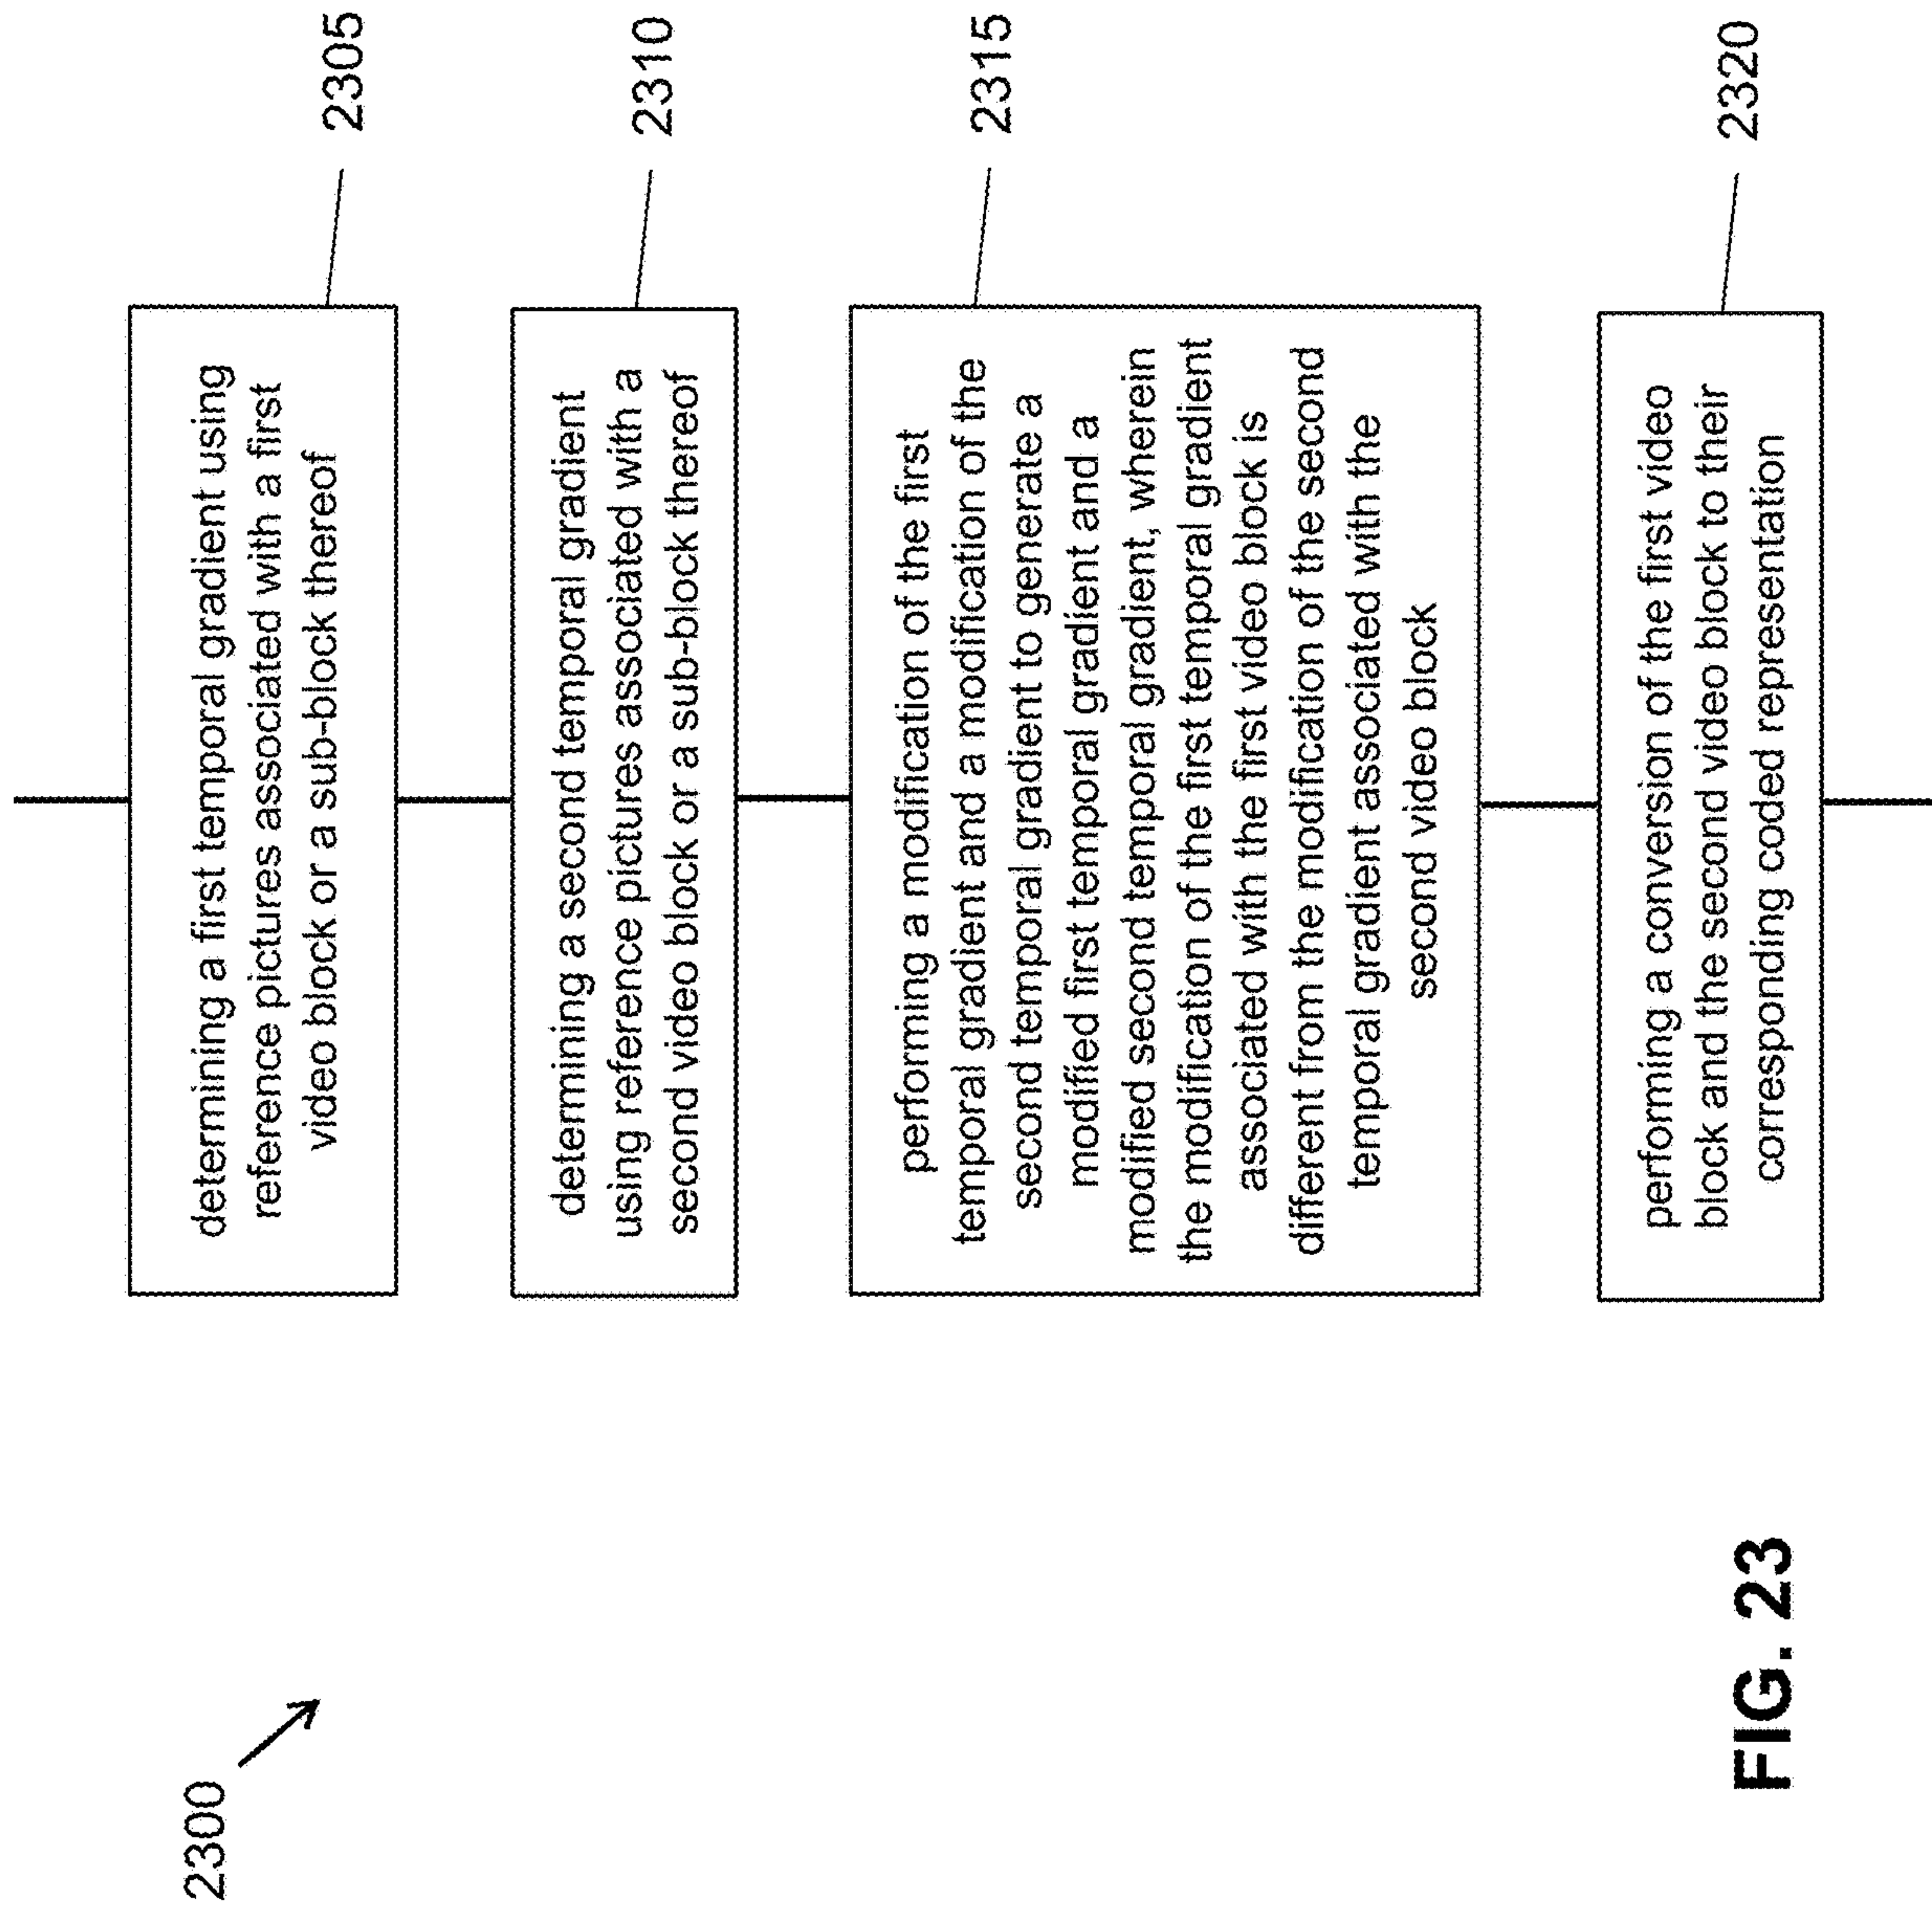 2300
determining a first temporal gradient using
reference pictures associated with a first
video block or a sub-block thereof
2305
determining a second temporal gradient
using reference pictures associated with a
second video block or a sub-block thereof
2310
performing a modification of the first
temporal gradient and a modification of the
second temporal gradient to generate a
modified first temporal gradient and a
modified second temporal gradient, wherein
the modification of the first temporal gradient
associated with the first video block is
different from the modification of the second
temporal gradient associated with the
second video block
2315
performing a conversion of the first video
block and the second video block to their
corresponding coded representation
2320
FIG. 23